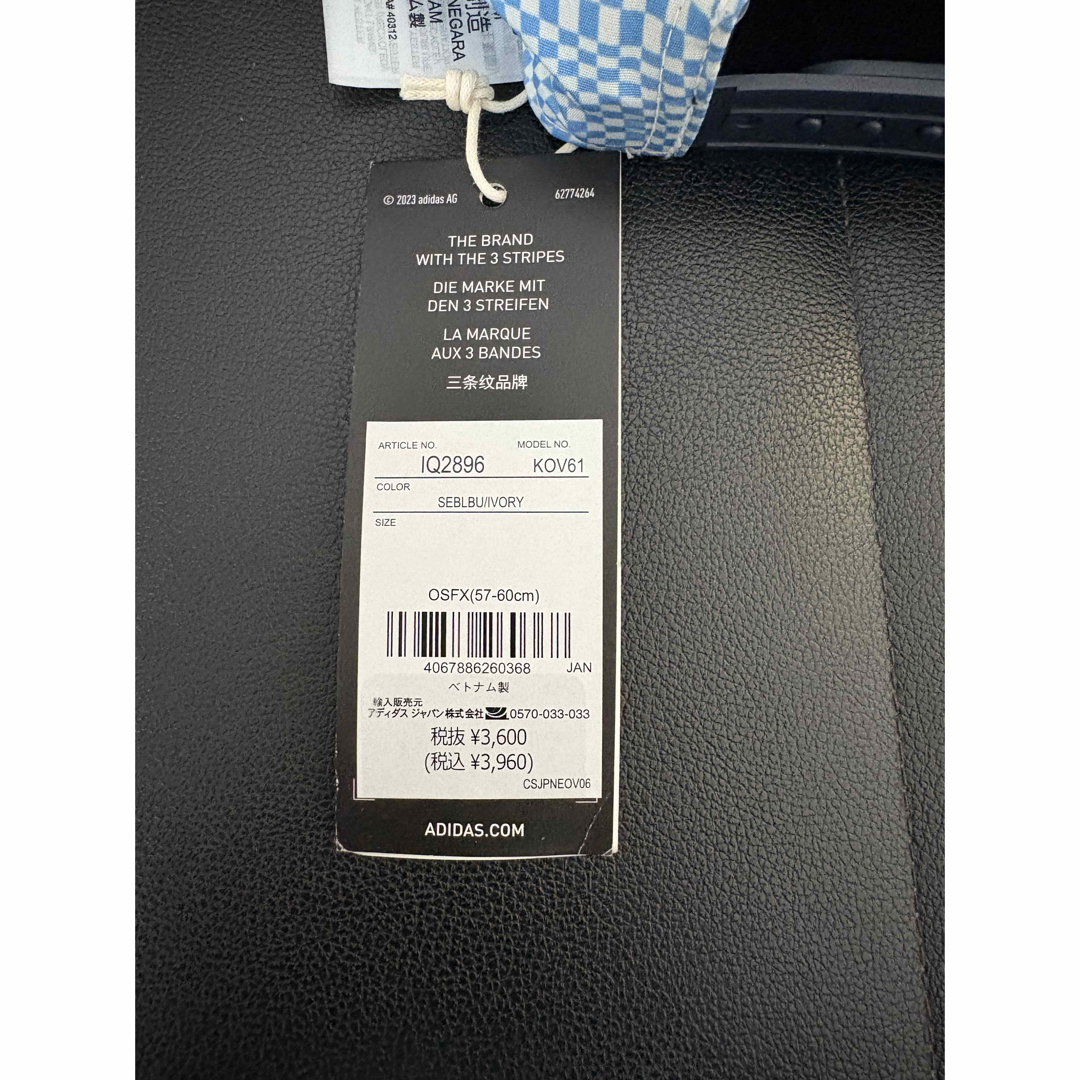 40312
NEGARA
© 2023 adidas AG
62774264
THE BRAND
WITH THE 3 STRIPES
DIE MARKE MIT
DEN 3 STREIFEN
LA MARQUE
AUX 3 BANDES
三条纹品牌
ARTICLE NO.
MODEL NO.
IQ2896
KOV61
COLOR
SEBLBU/IVORY
SIZE
OSFX(57-60cm)
4067886260368
JAN
ベトナム製
輸入販売元
アディダス ジャパン株式会社 0570-033-033
税抜 ¥3,600
(税込 ¥3,960)
CSJPNEOV06
ADIDAS.COM